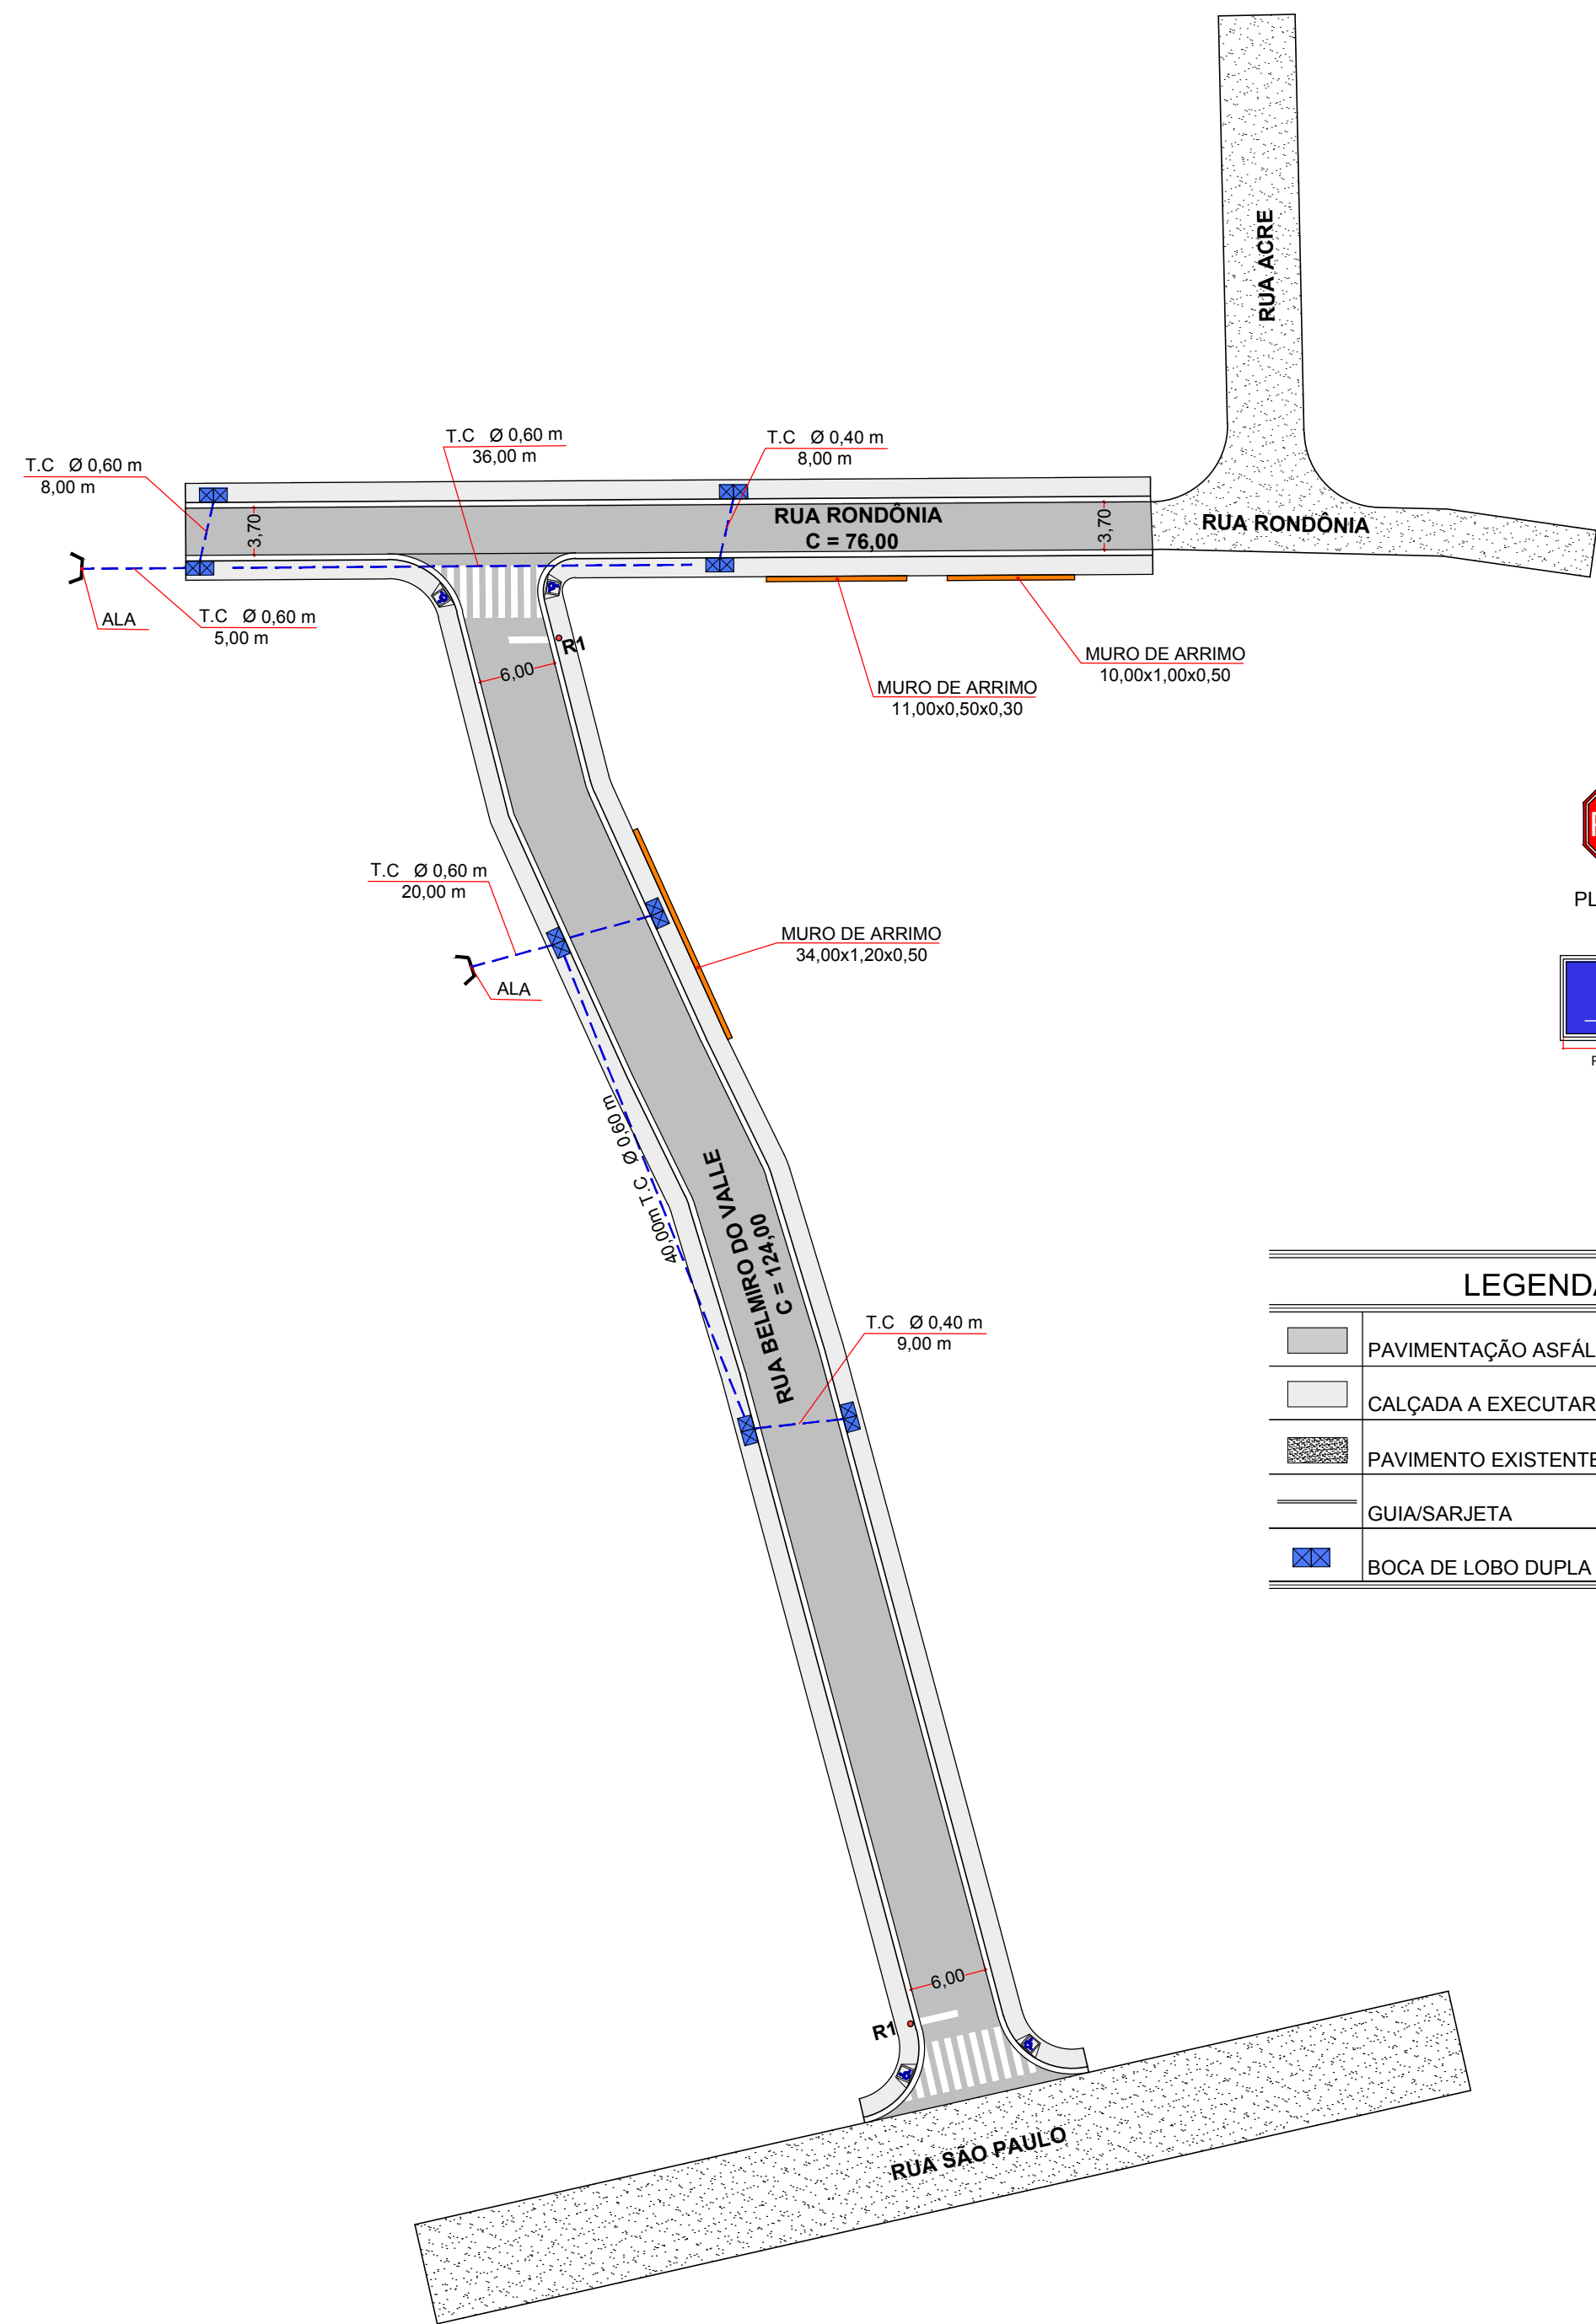 RUA ACRE
T.C Ø 0,60 m
36,00 m
T.C Ø 0,40 m
8,00 m
T.C Ø 0,60 m
8,00 m
3,70
RUA RONDÔNIA
C = 76,00
3,70
RUA RONDÔNIA
ALA
T.C Ø 0,60 m
5,00 m
R1
6,00
MURO DE ARRIMO
10,00x1,00x0,50
MURO DE ARRIMO
11,00x0,50x0,30
T.C Ø 0,60 m
20,00 m
PL
MURO DE ARRIMO
34,00x1,20x0,50
ALA
40,00m T.C Ø 0,60 m
RUA BELMIRO DO VALLE
C = 124,00
T.C Ø 0,40 m
9,00 m
LEGENDA
PAVIMENTAÇÃO ASFÁL
CALÇADA A EXECUTAR
PAVIMENTO EXISTENTE
GUIA/SARJETA
BOCA DE LOBO DUPLA
6,00
R1
RUA SÃO PAULO